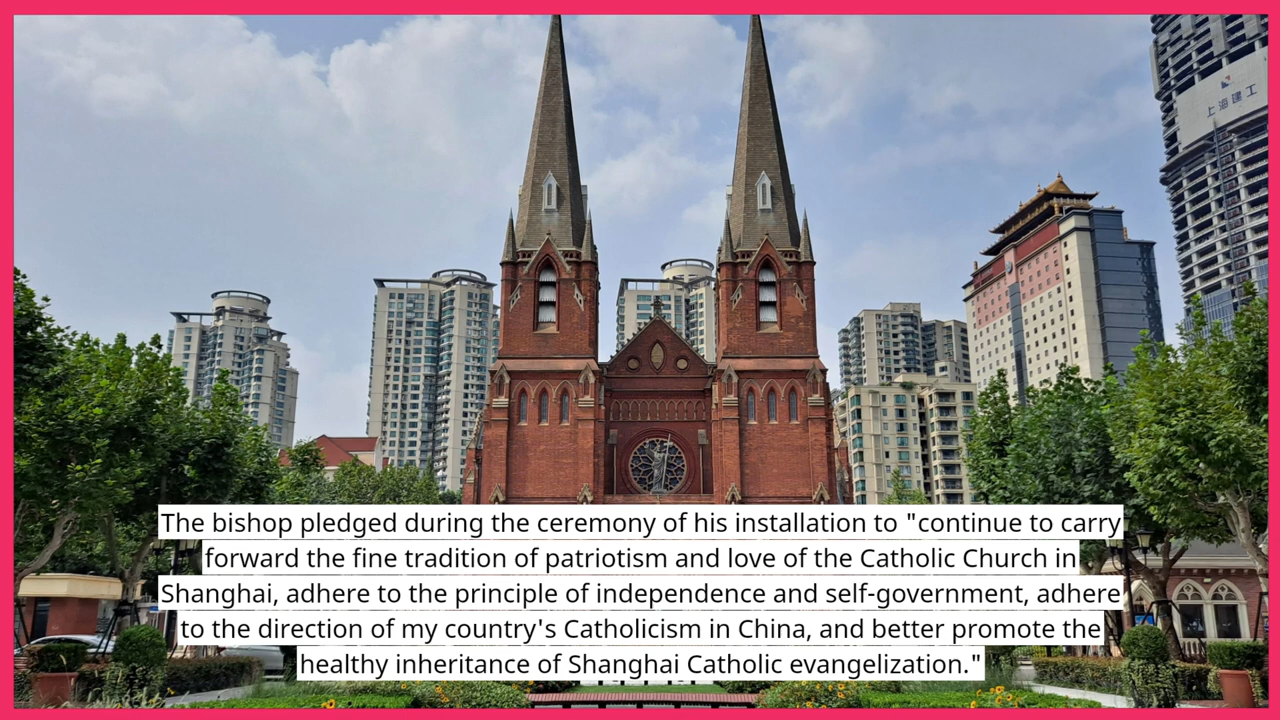 上海建工
The bishop pledged during the ceremony of his installation to "continue to carry
forward the fine tradition of patriotism and love of the Catholic Church in
Shanghai, adhere to the principle of independence and self-government, adhere
to the direction of my country's Catholicism in China, and better promote the
healthy inheritance of Shanghai Catholic evangelization."